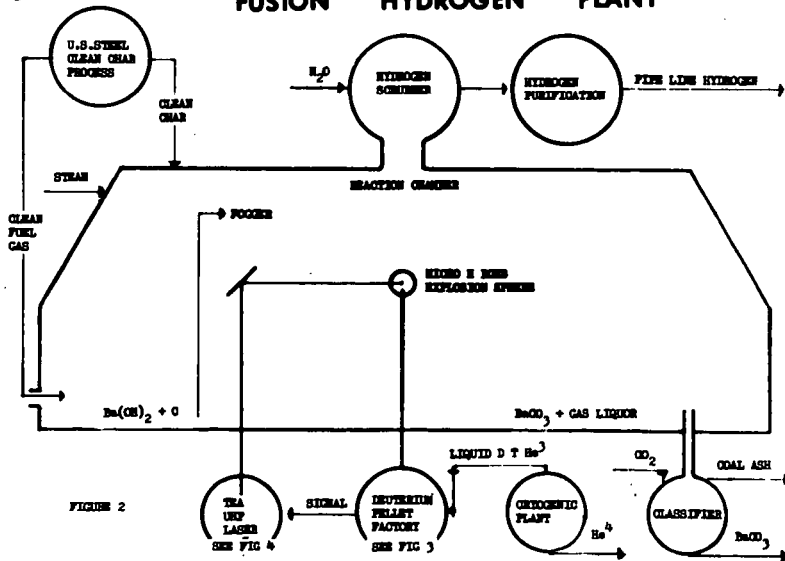 FUSION HYDROGEN PLANT
U.S.STEEL
CLEAN CHAR
PROCESS
CLEAN
CHAR
H2O
HYDROGEN
SCRUBBER
HYDROGEN
PURIFICATION
PIPE LINE HYDROGEN
STEAM
REACTION CHAMBER
CLEAN
FUEL
GAS
FOGGER
MICRO H BOMB
EXPLOSION SPHERE
Ba(OH)2 + C
BaCO3 + GAS LIQUOR
LIQUID D T He3
CO2
COAL ASH
FIGURE 2
TEA
UHF
LASER
SEE FIG 4
SIGNAL
DEUTERIUM
PELLET
FACTORY
SEE FIG 3
CRYOGENIC
PLANT
He4
CLASSIFIER
BaCO3